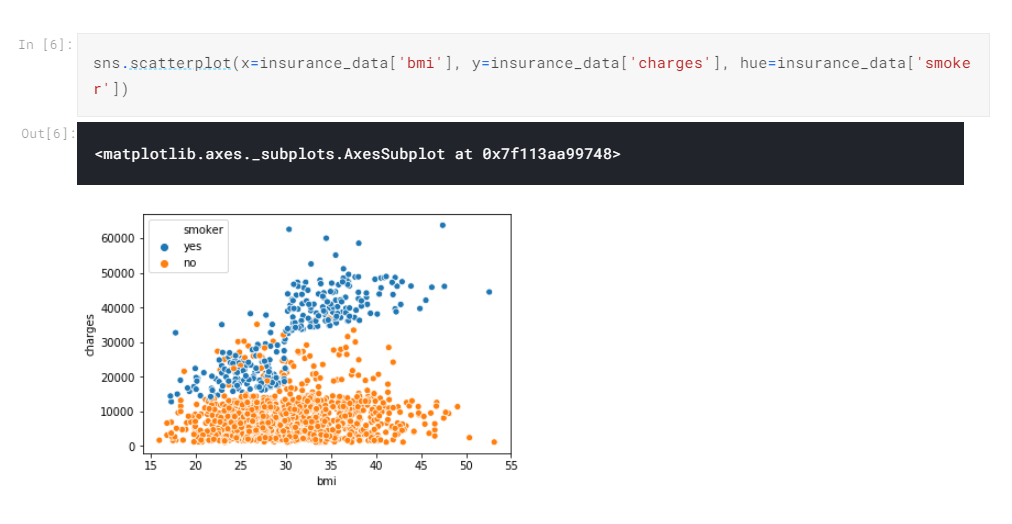 In [6]:
sns.scatterplot(x=insurance_data['bmi'], y=insurance_data['charges'], hue=insurance_data['smoke
r'])
Out[6]:
<matplotlib.axes._subplots.AxesSubplot at 0x7f113aa99748>
smoker
yes
no
charges
60000
50000
40000
30000
20000
10000
0
15 20 25 30 35 40 45 50 55
bmi